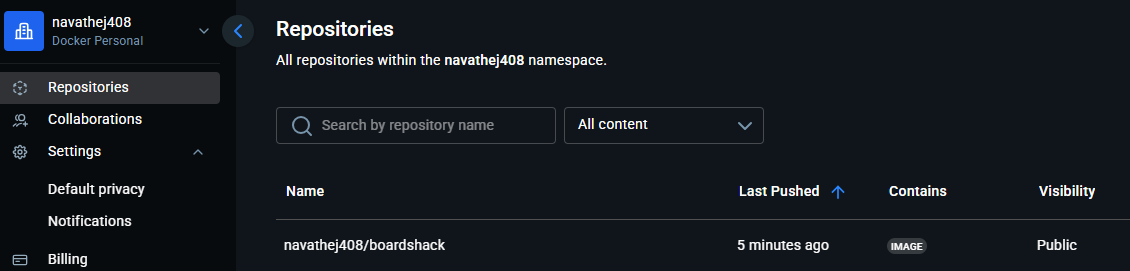 navathej408
Docker Personal
Repositories
Collaborations
Settings
Default privacy
Notifications
Billing
Repositories
All repositories within the navathej408 namespace.
Search by repository name
All content
Name Last Pushed Contains Visibility
navathej408/boardshack 5 minutes ago IMAGE Public